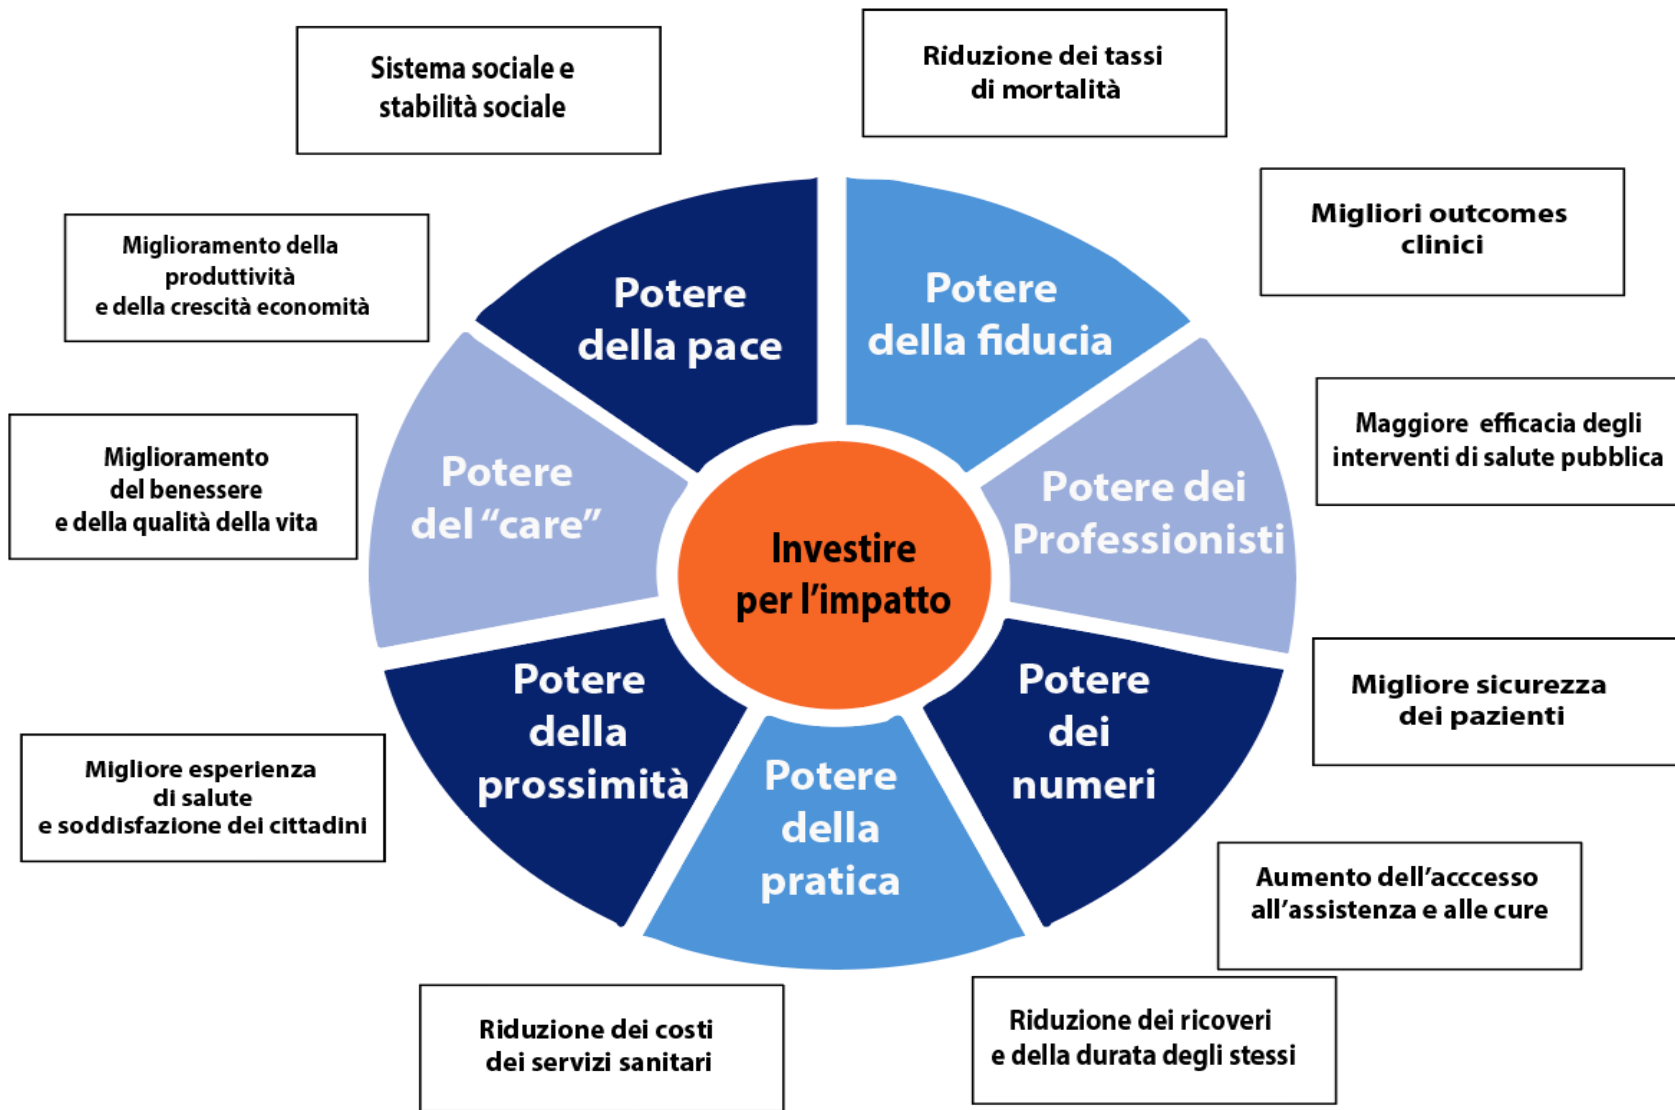 Sistema sociale e
stabilità sociale
Riduzione dei tassi
di mortalità
Migliori outcomes
clinici
Miglioramento della
produttività
e della crescità economità
Potere
della pace
Potere
della fiducia
Maggiore efficacia degli
interventi di salute pubblica
Miglioramento
del benessere
e della qualità della vita
Potere
del “care”
Potere dei
Professionisti
Investire
per l’impatto
Migliore sicurezza
dei pazienti
Potere
della
prossimità
Potere
dei
numeri
Potere
della
pratica
Migliore esperienza
di salute
e soddisfazione dei cittadini
Aumento dell’acccesso
all’assistenza e alle cure
Riduzione dei costi
dei servizi sanitari
Riduzione dei ricoveri
e della durata degli stessi